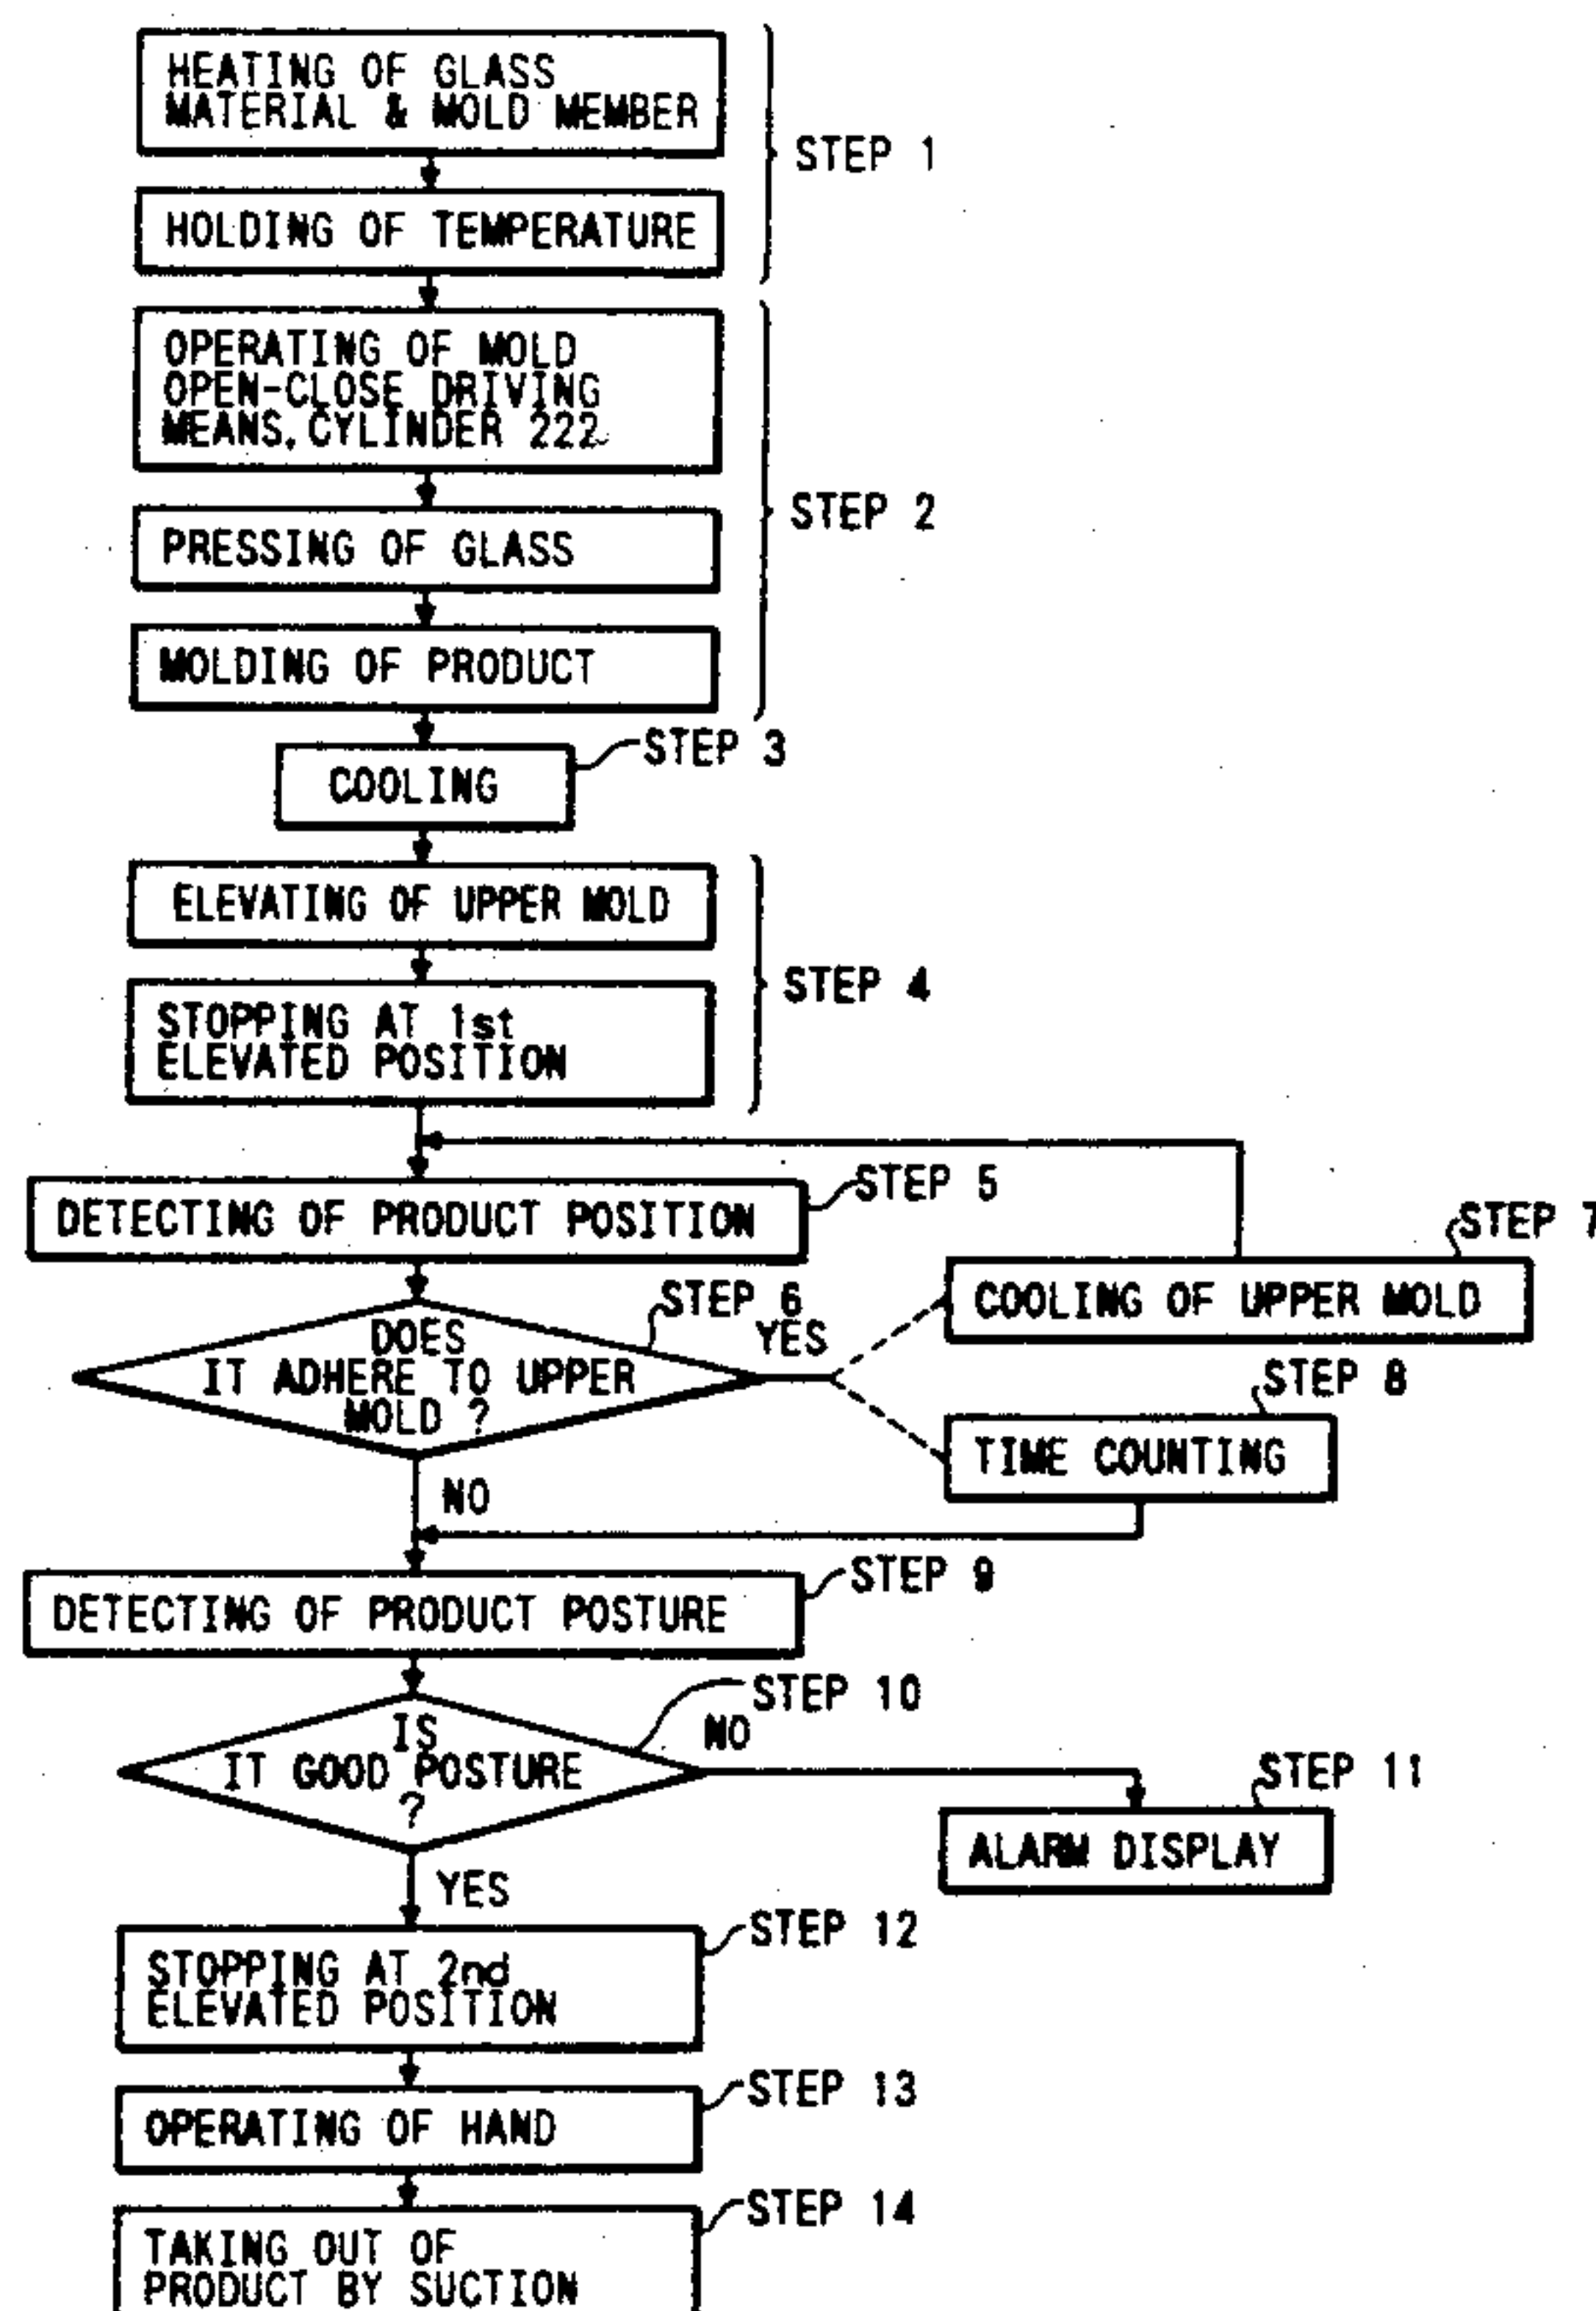 HEATING OF GLASS
MATERIAL & MOLD MEMBER
STEP 1
HOLDING OF TEMPERATURE
OPERATING OF MOLD
OPEN-CLOSE DRIVING
MEANS. CYLINDER 222
STEP 2
PRESSING OF GLASS
MOLDING OF PRODUCT
STEP 3
COOLING
ELEVATING OF UPPER MOLD
STEP 4
STOPPING AT 1st
ELEVATED POSITION
STEP 5
DETECTING OF PRODUCT POSITION
STEP 7
COOLING OF UPPER MOLD
STEP 6
DOES
IT ADHERE TO UPPER
MOLD ?
YES
STEP 8
TIME COUNTING
NO
STEP 9
DETECTING OF PRODUCT POSTURE
STEP 10
IS
IT GOOD POSTURE
?
NO
STEP 11
ALARM DISPLAY
YES
STEP 12
STOPPING AT 2nd
ELEVATED POSITION
STEP 13
OPERATING OF HAND
STEP 14
TAKING OUT OF
PRODUCT BY SUCTION